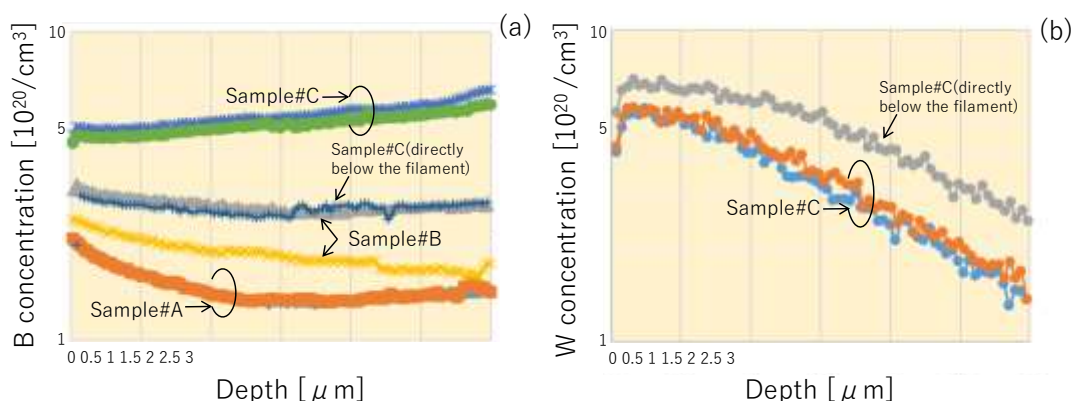 (a)
B concentration [10²⁰/cm³]
10
5
1
Sample#C
Sample#C(directly
below the filament)
Sample#B
Sample#A
0 0.5 1 1.5 2 2.5 3
Depth [μm]
(b)
W concentration [10²⁰/cm³]
10
5
1
Sample#C(directly
below the filament)
Sample#C
0 0.5 1 1.5 2 2.5 3
Depth [μm]